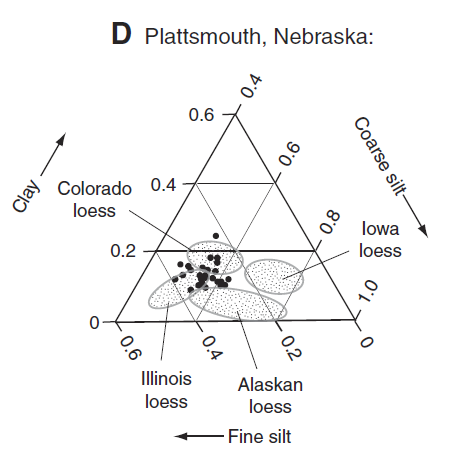 D Plattsmouth, Nebraska:
0.4
0.6
0.6
Coarse silt
Clay
Colorado
loess
0.4
0.8
Iowa
loess
0.2
1.0
0
0.6
0.4
0.2
0
Illinois
loess
Alaskan
loess
Fine silt